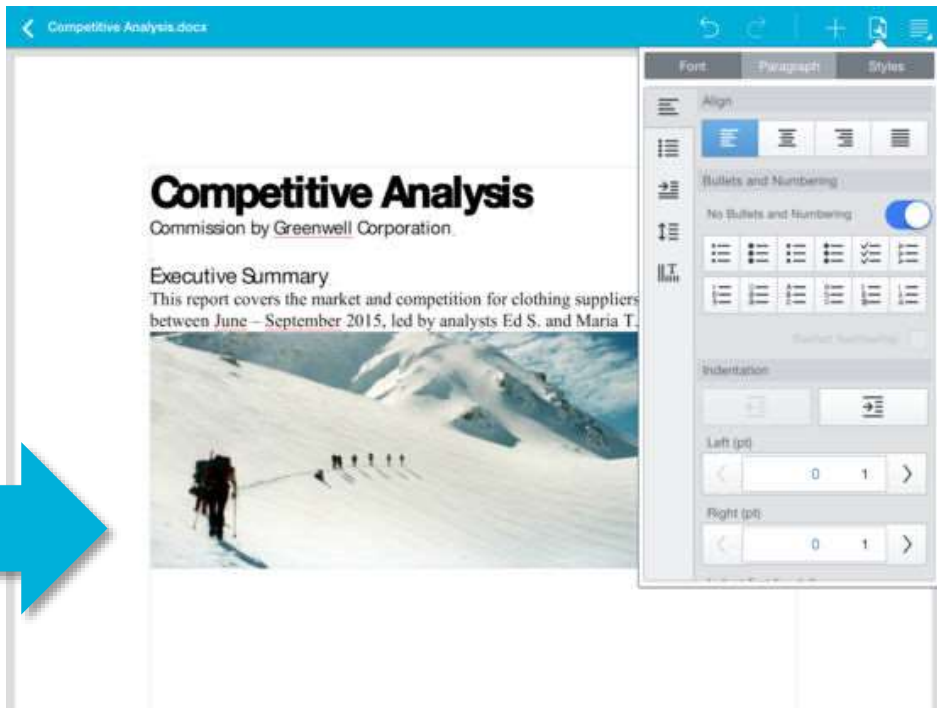 Competitive Analysis.docx
Font Paragraph Styles
Align
Bullets and Numbering
No Bullets and Numbering
Restart Numbering
Indentation
Left (pt)
0 1
Right (pt)
0 1
Competitive Analysis
Commission by Greenwell Corporation.
Executive Summary
This report covers the market and competition for clothing suppliers
between June – September 2015, led by analysts Ed S. and Maria T.